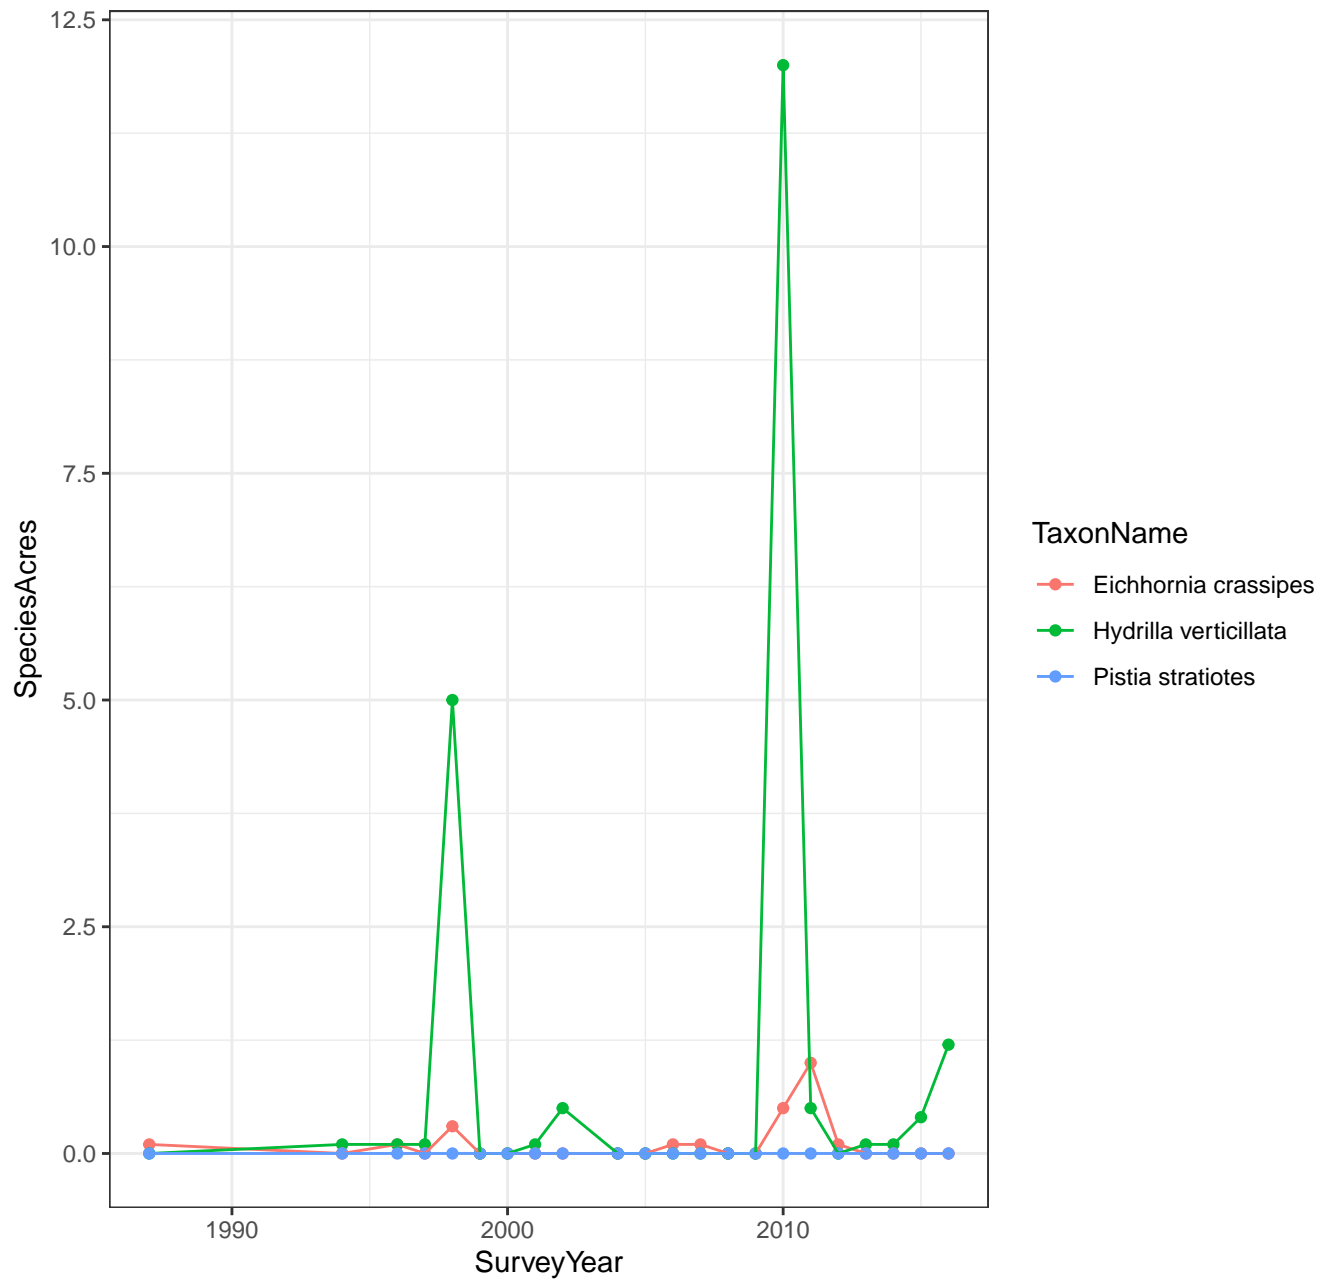 12.5
10.0
7.5
5.0
2.5
0.0
SpeciesAcres
1990
2000
2010
SurveyYear
TaxonName
Eichhornia crassipes
Hydrilla verticillata
Pistia stratiotes